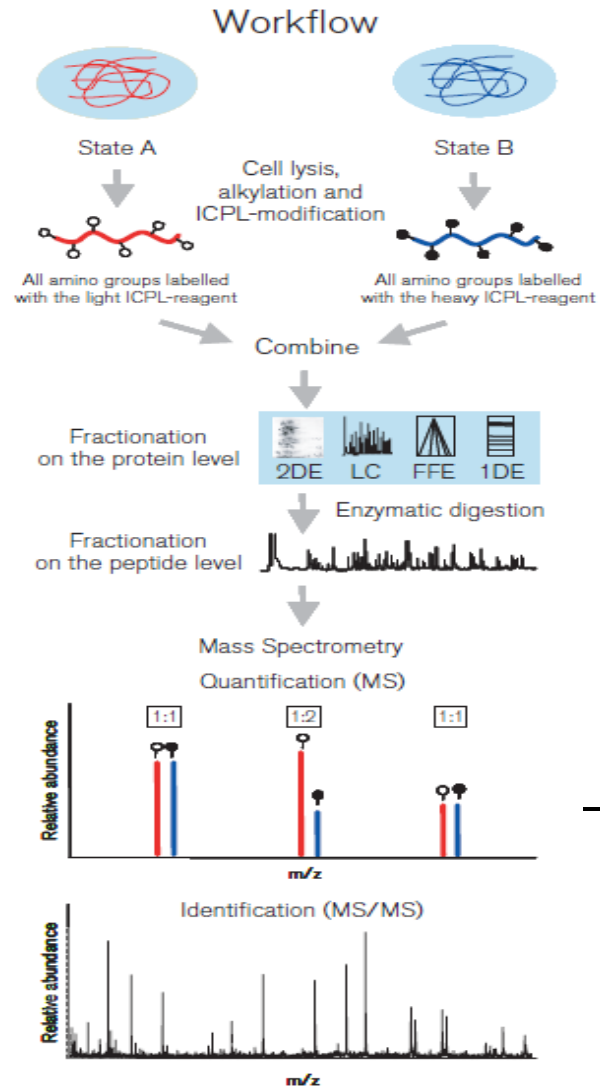 Workflow
State A
State B
Cell lysis,
alkylation and
ICPL-modification
All amino groups labelled
with the light ICPL-reagent
All amino groups labelled
with the heavy ICPL-reagent
Combine
Fractionation
on the protein level
2DE LC FFE 1DE
Enzymatic digestion
Fractionation
on the peptide level
Mass Spectrometry
Quantification (MS)
1:1
1:2
1:1
Relative abundance
m/z
Identification (MS/MS)
Relative abundance
m/z